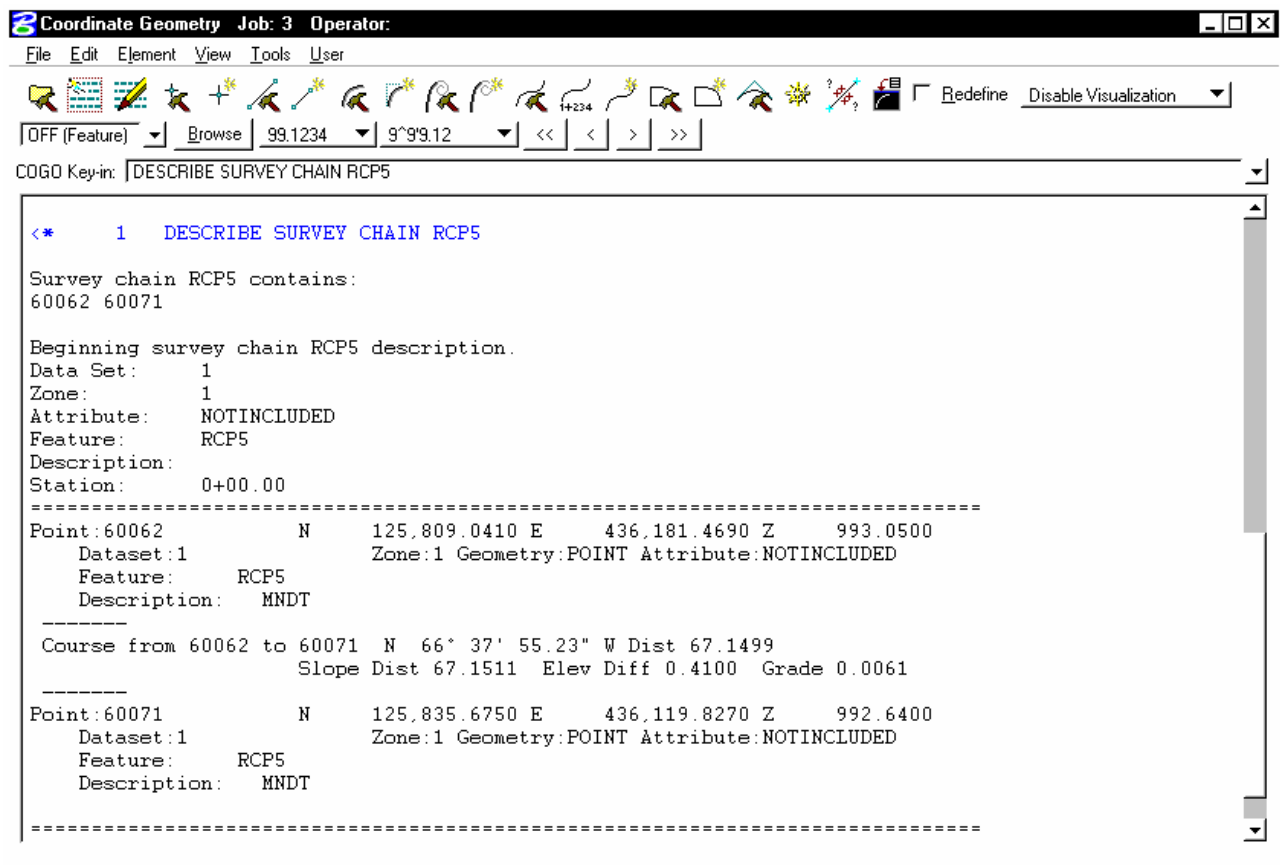 Coordinate Geometry Job: 3 Operator:
File Edit Element View Tools User
1+234 Redefine Disable Visualization
OFF (Feature) Browse 99.1234 9^9'9.12 << < > >>
COGO Key-in: DESCRIBE SURVEY CHAIN RCP5
<* 1 DESCRIBE SURVEY CHAIN RCP5
Survey chain RCP5 contains:
60062 60071
Beginning survey chain RCP5 description.
Data Set: 1
Zone: 1
Attribute: NOTINCLUDED
Feature: RCP5
Description:
Station: 0+00.00
==============================================================================
Point:60062 N 125,809.0410 E 436,181.4690 Z 993.0500
Dataset:1 Zone:1 Geometry:POINT Attribute:NOTINCLUDED
Feature: RCP5
Description: MNDT
-------
Course from 60062 to 60071 N 66° 37' 55.23" W Dist 67.1499
Slope Dist 67.1511 Elev Diff 0.4100 Grade 0.0061
-------
Point:60071 N 125,835.6750 E 436,119.8270 Z 992.6400
Dataset:1 Zone:1 Geometry:POINT Attribute:NOTINCLUDED
Feature: RCP5
Description: MNDT
==============================================================================